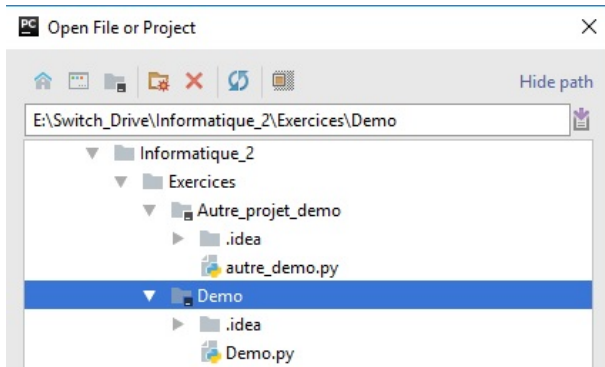 PC Open File or Project
Hide path
E:\Switch_Drive\Informatique_2\Exercices\Demo
Informatique_2
Exercices
Autre_projet_demo
.idea
autre_demo.py
Demo
.idea
Demo.py